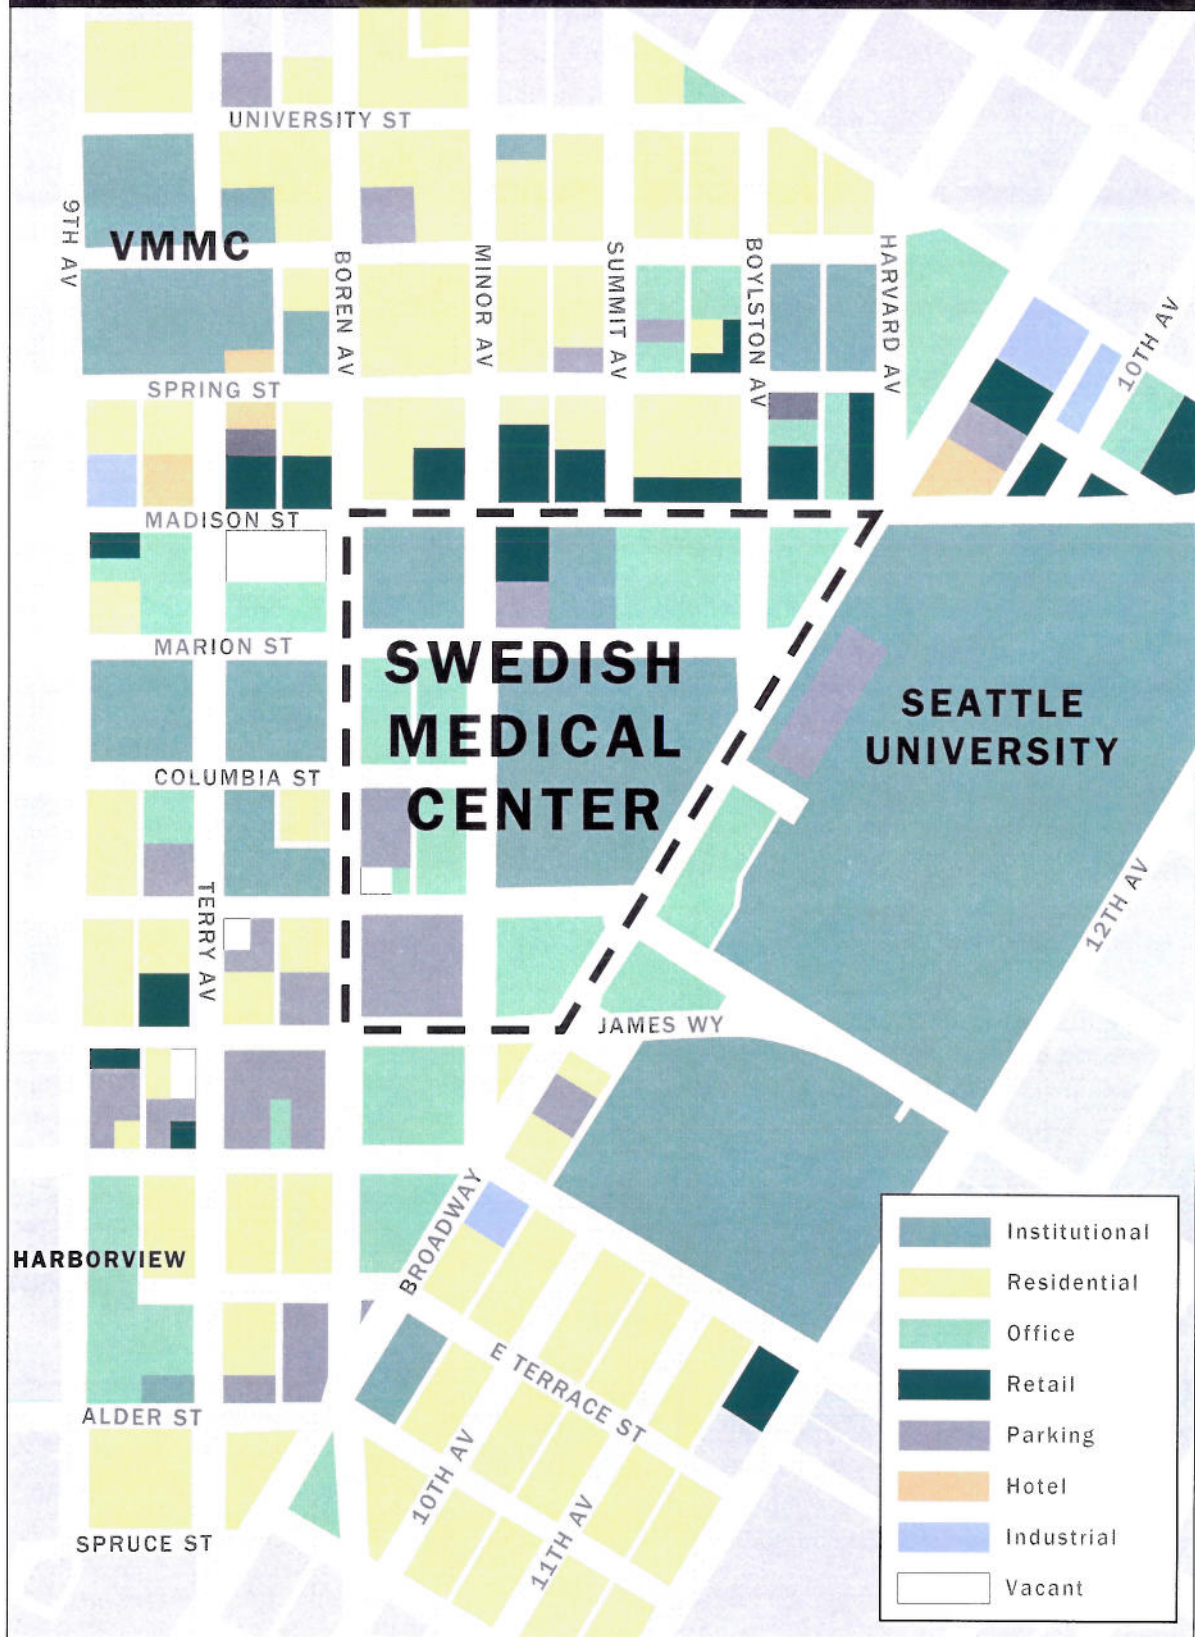 UNIVERSITY ST
9TH AV
VMMC
BOREN AV
MINOR AV
SUMMIT AV
BOYLSTON AV
HARVARD AV
10TH AV
SPRING ST
MADISON ST
MARION ST
SWEDISH
MEDICAL
CENTER
SEATTLE
UNIVERSITY
COLUMBIA ST
TERRY AV
12TH AV
JAMES WY
BROADWAY
HARBORVIEW
E TERRACE ST
ALDER ST
10TH AV
11TH AV
SPRUCE ST
Institutional
Residential
Office
Retail
Parking
Hotel
Industrial
Vacant